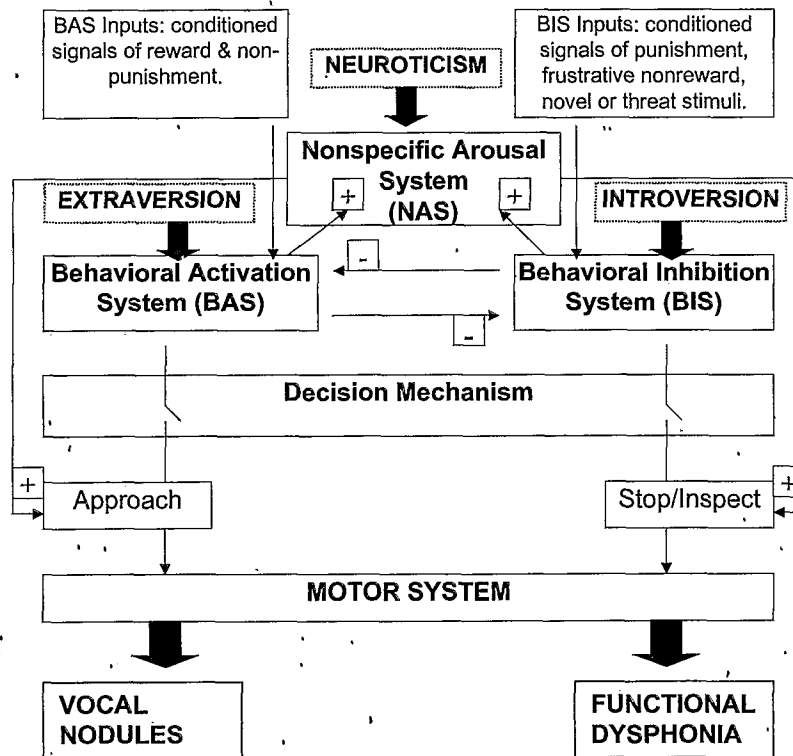 BAS Inputs: conditioned
signals of reward & non-
punishment.
NEUROTICISM
BIS Inputs: conditioned
signals of punishment,
frustrative nonreward,
novel or threat stimuli.
Nonspecific Arousal
System
(NAS)
+
+
EXTRAVERSION
INTROVERSION
Behavioral Activation
System (BAS)
-
-
Behavioral Inhibition
System (BIS)
Decision Mechanism
+
Approach
Stop/Inspect
+
MOTOR SYSTEM
VOCAL
NODULES
FUNCTIONAL
DYSPHONIA